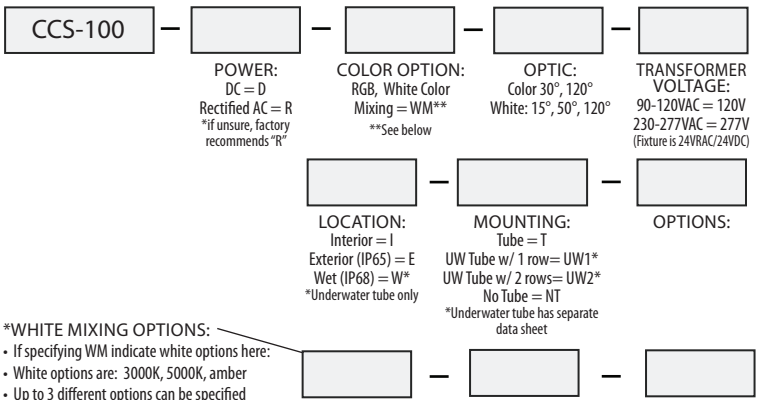 CCS-100 – – – –
POWER:
DC = D
Rectified AC = R
*if unsure, factory
recommends “R”
COLOR OPTION:
RGB, White Color
Mixing = WM**
**See below
OPTIC:
Color 30°, 120°
White: 15°, 50°, 120°
TRANSFORMER
VOLTAGE:
90-120VAC = 120V
230-277VAC = 277V
(Fixture is 24VRAC/24VDC)
– –
LOCATION:
Interior = I
Exterior (IP65) = E
Wet (IP68) = W*
*Underwater tube only
MOUNTING:
Tube = T
UW Tube w/ 1 row= UW1*
UW Tube w/ 2 rows= UW2*
No Tube = NT
*Underwater tube has separate
data sheet
OPTIONS:
*WHITE MIXING OPTIONS:
• If specifying WM indicate white options here:
• White options are: 3000K, 5000K, amber
• Up to 3 different options can be specified
– –